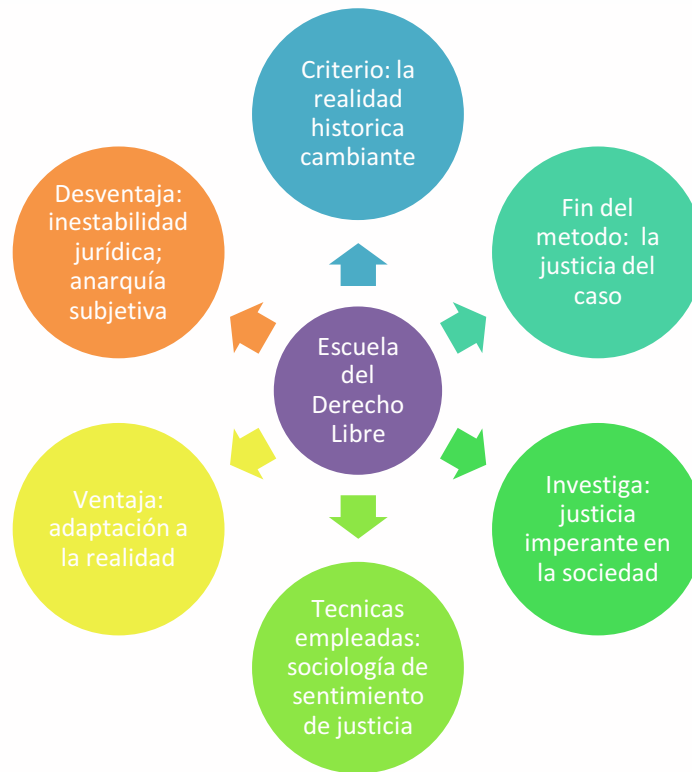 Criterio: la
realidad
historica
cambiante
Fin del
metodo:  la
justicia del
caso
Investiga:
justicia
imperante en
la sociedad
Tecnicas
empleadas:
sociología de
sentimiento
de justicia
Ventaja:
adaptación a
la realidad
Desventaja:
inestabilidad
jurídica;
anarquía
subjetiva
Escuela
del
Derecho
Libre